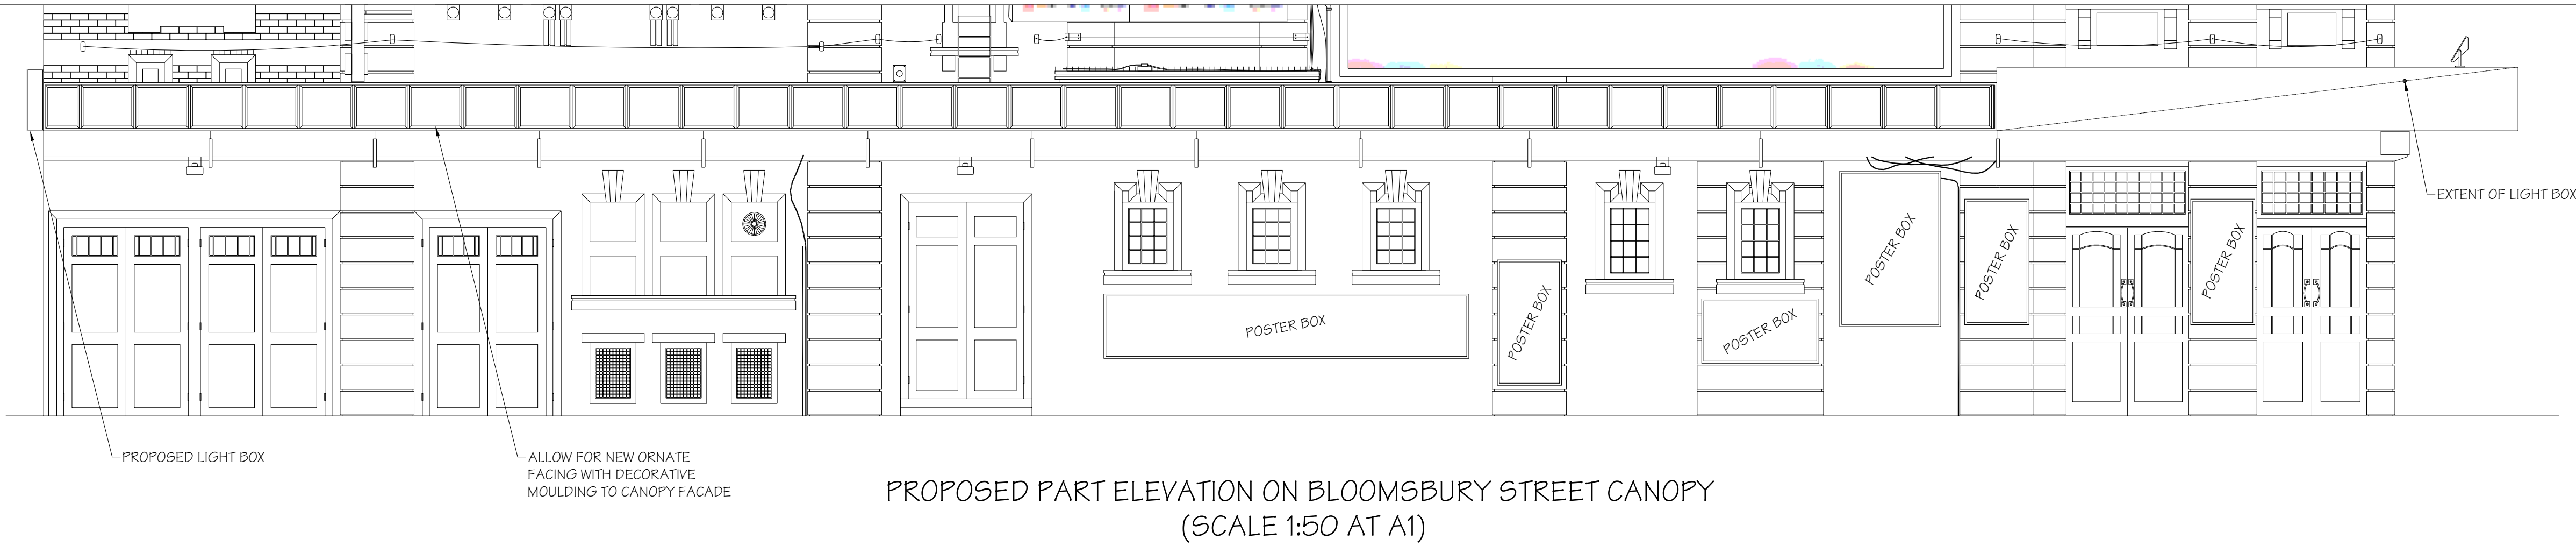 EXTENT OF LIGHT BOX
POSTER BOX
POSTER BOX
POSTER BOX
POSTER BOX
POSTER BOX
POSTER BOX
PROPOSED LIGHT BOX
ALLOW FOR NEW ORNATE
FACING WITH DECORATIVE
MOULDING TO CANOPY FACADE
PROPOSED PART ELEVATION ON BLOOMSBURY STREET CANOPY
(SCALE 1:50 AT A1)